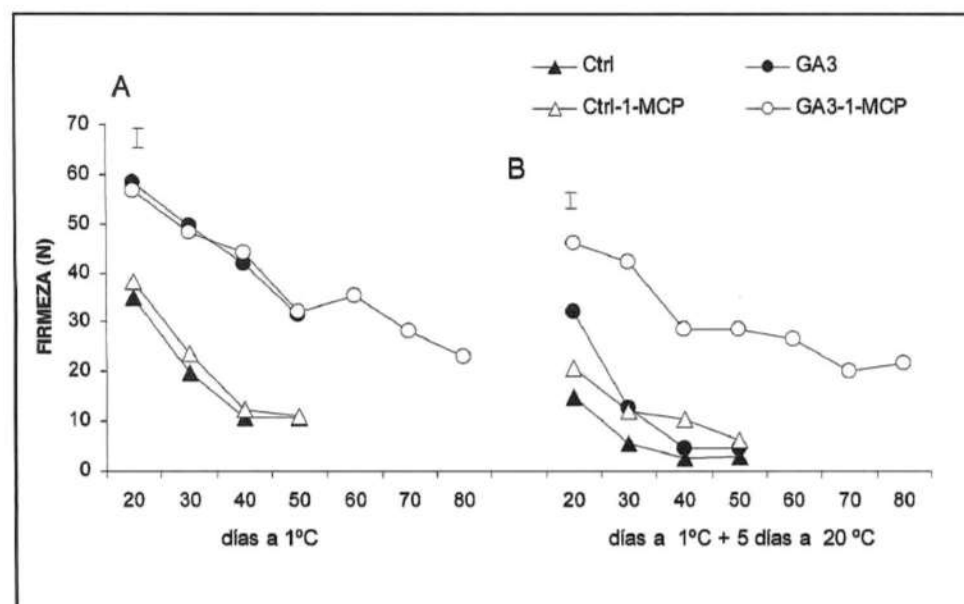 Ctrl GA3
Ctrl-1-MCP GA3-1-MCP
A
70
60
50
40
30
20
10
0
FIRMEZA (N)
20 30 40 50 60 70 80
días a 1ºC
B
20 30 40 50 60 70 80
días a 1ºC + 5 días a 20 ºC